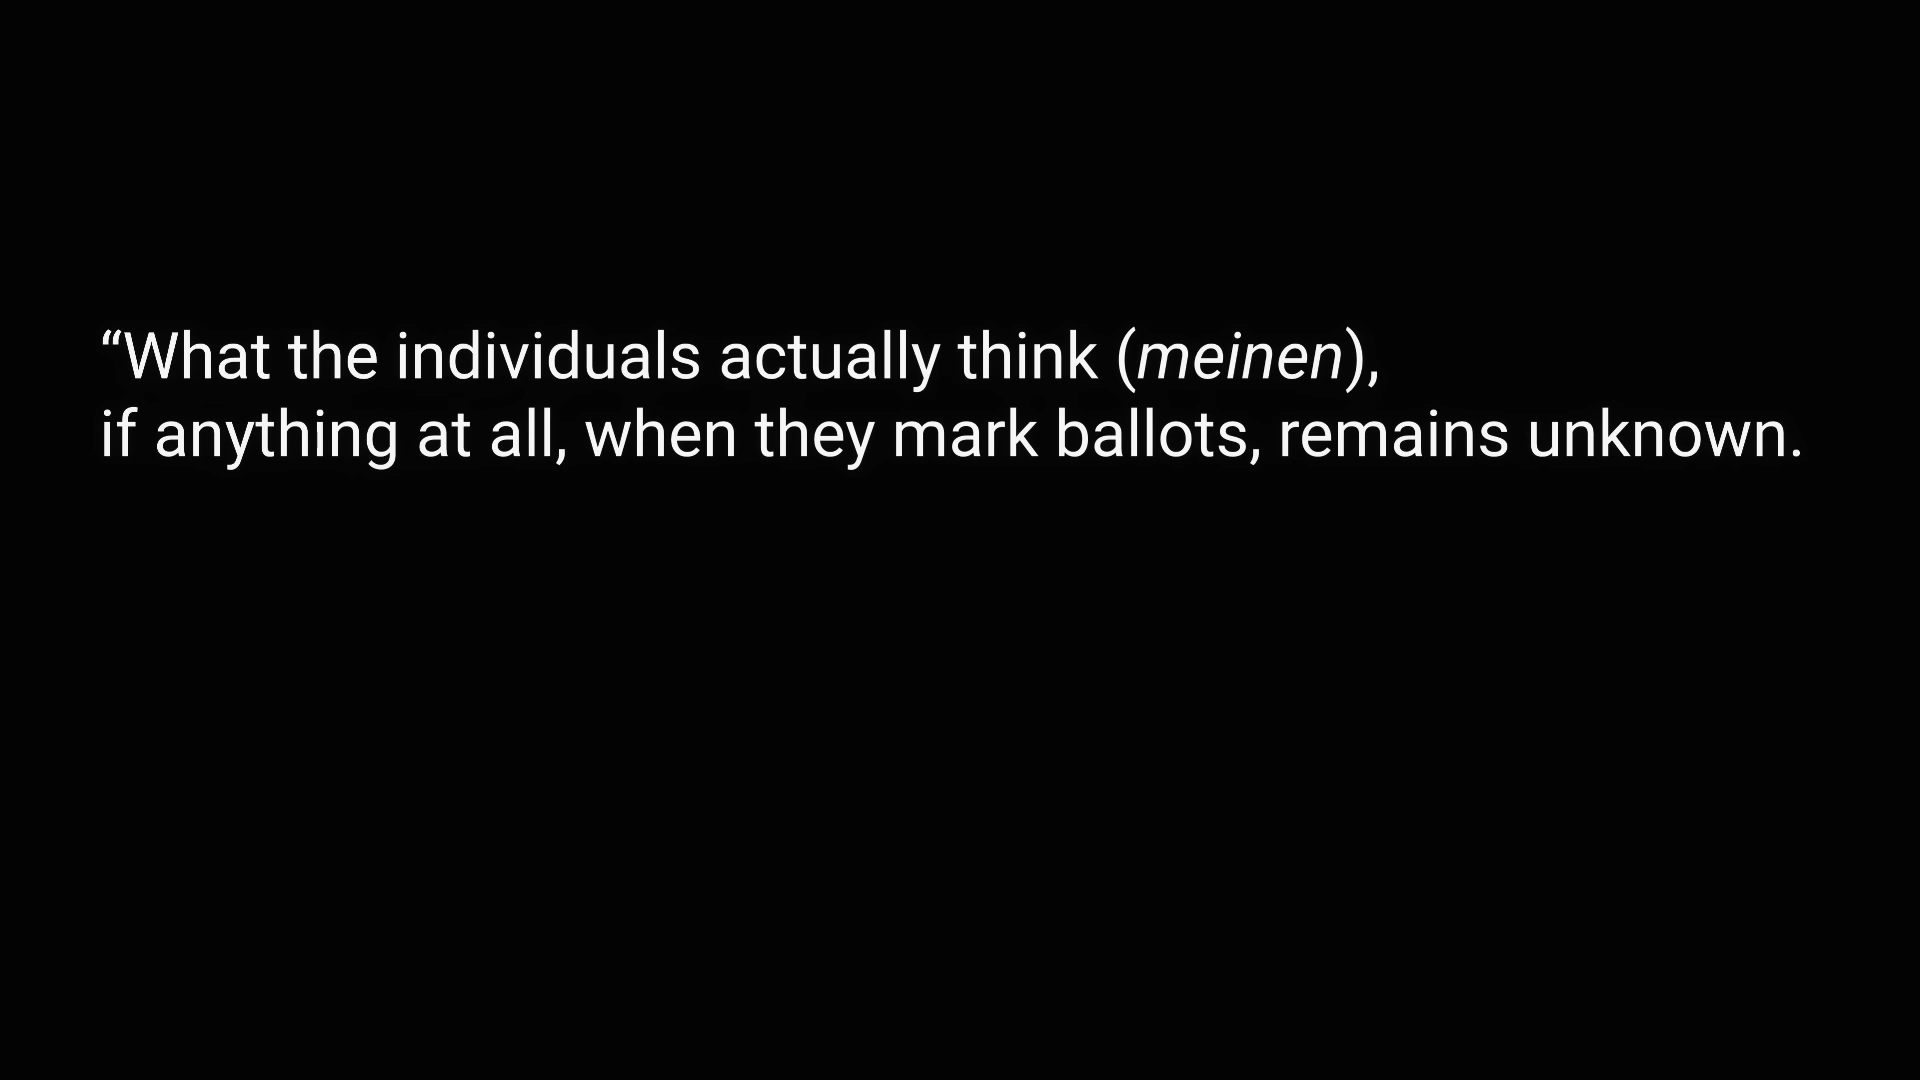 “What the individuals actually think (meinen),
if anything at all, when they mark ballots, remains unknown.